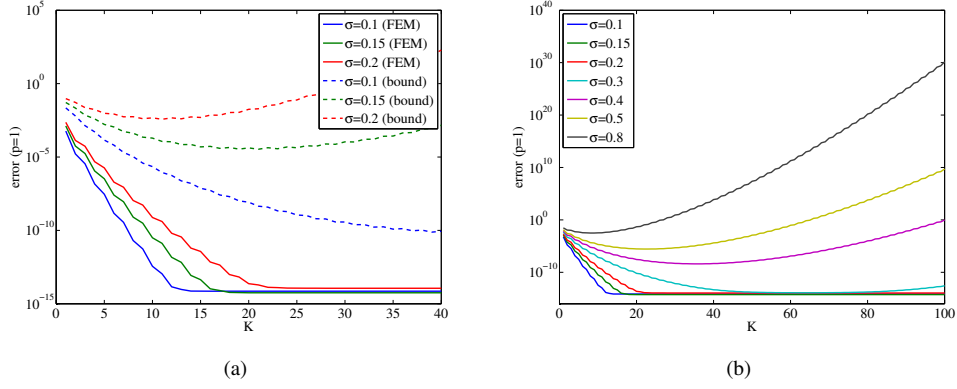 10^5
10^0
10^-5
10^-10
10^-15
error (p=1)
0 5 10 15 20 25 30 35 40
K
σ=0.1 (FEM)
σ=0.15 (FEM)
σ=0.2 (FEM)
σ=0.1 (bound)
σ=0.15 (bound)
σ=0.2 (bound)
(a)
10^40
10^30
10^20
10^10
10^0
10^-10
error (p=1)
0 20 40 60 80 100
K
σ=0.1
σ=0.15
σ=0.2
σ=0.3
σ=0.4
σ=0.5
σ=0.8
(b)